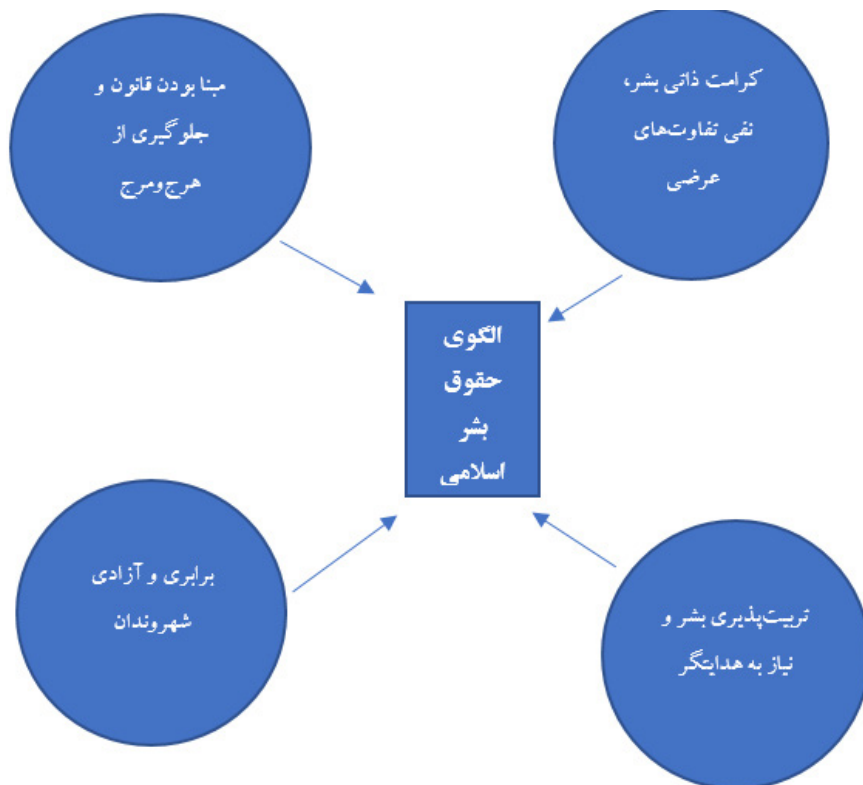 کرامت ذاتی بشر،
نفی تفاوت‌های
عرضی
مبنا بودن قانون و
جلوگیری از
هرج‌ومرج
الگوی
حقوق
بشر
اسلامی
تربیت‌پذیری بشر و
نیاز به هدایتگر
برابری و آزادی
شهروندان